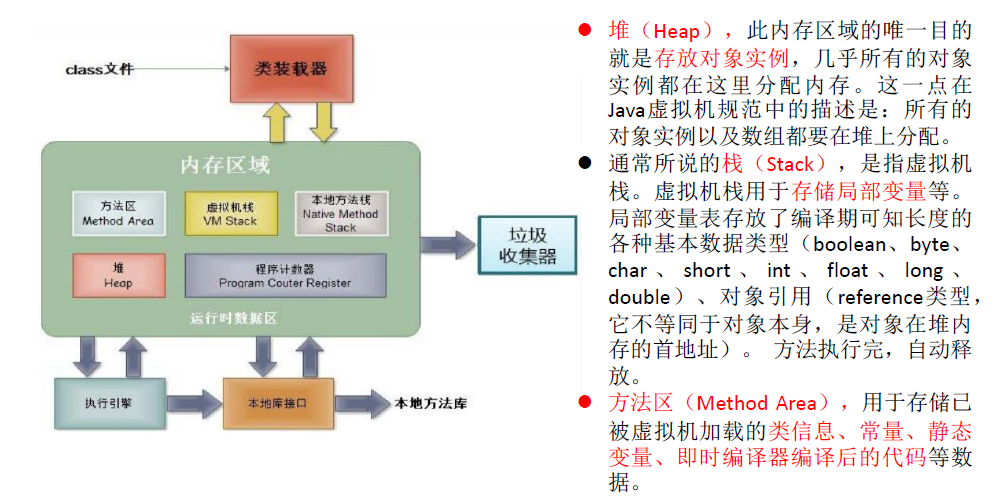 class文件
类装载器
内存区域
方法区
Method Area
虚拟机栈
VM Stack
本地方法栈
Native Method
Stack
堆
Heap
程序计数器
Program Couter Register
运行时数据区
垃圾
收集器
执行引擎
本地库接口
本地方法库
● 堆（Heap），此内存区域的唯一目的
就是存放对象实例，几乎所有的对象
实例都在这里分配内存。这一点在
Java虚拟机规范中的描述是：所有的
对象实例以及数组都要在堆上分配。
● 通常所说的栈（Stack），是指虚拟机
栈。虚拟机栈用于存储局部变量等。
局部变量表存放了编译期可知长度的
各种基本数据类型（boolean、byte、
char 、 short 、 int 、 float 、 long 、
double）、对象引用（reference类型，
它不等同于对象本身，是对象在堆内
存的首地址）。 方法执行完，自动释
放。
● 方法区（Method Area），用于存储已
被虚拟机加载的类信息、常量、静态
变量、即时编译器编译后的代码等数
据。